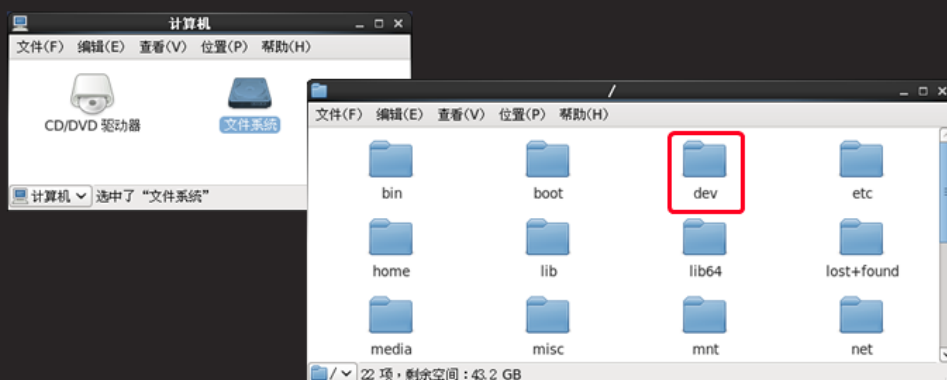 计算机
文件(F) 编辑(E) 查看(V) 位置(P) 帮助(H)
CD/DVD 驱动器 文件系统
计算机 选中了“文件系统”
/
文件(F) 编辑(E) 查看(V) 位置(P) 帮助(H)
bin boot dev etc
home lib lib64 lost+found
media misc mnt net
/ 22 项，剩余空间：43.2 GB